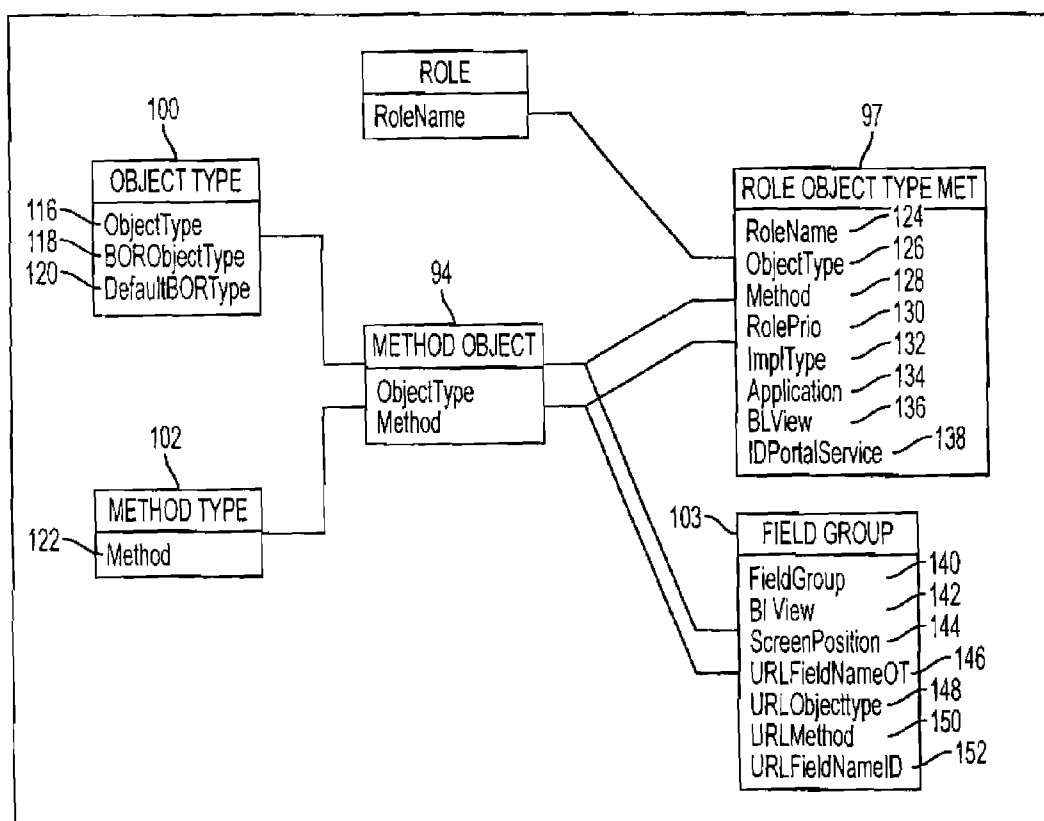 ROLE
RoleName
100
OBJECT TYPE
116
ObjectType
118
BORObjectType
120
DefaultBORType
97
ROLE OBJECT TYPE MET
RoleName
124
ObjectType
126
Method
128
RolePrio
130
ImplType
132
Application
134
BLView
136
IDPortalService
138
94
METHOD OBJECT
ObjectType
Method
102
METHOD TYPE
122
Method
103
FIELD GROUP
FieldGroup
140
BI View
142
ScreenPosition
144
URLFieldNameOT
146
URLObjecttype
148
URLMethod
150
URLFieldNameID
152